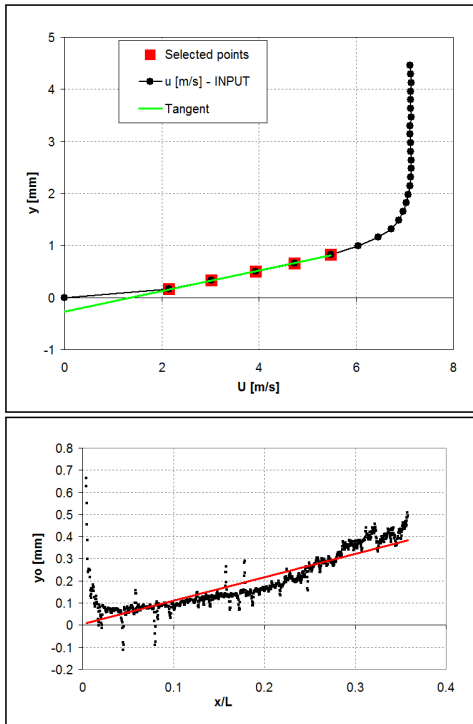 5
4
3
2
1
0
-1
y [mm]
Selected points
u [m/s] - INPUT
Tangent
0 2 4 6 8
U [m/s]
0.8
0.7
0.6
0.5
0.4
0.3
0.2
0.1
0
-0.1
-0.2
yo [mm]
0 0.1 0.2 0.3 0.4
x/L